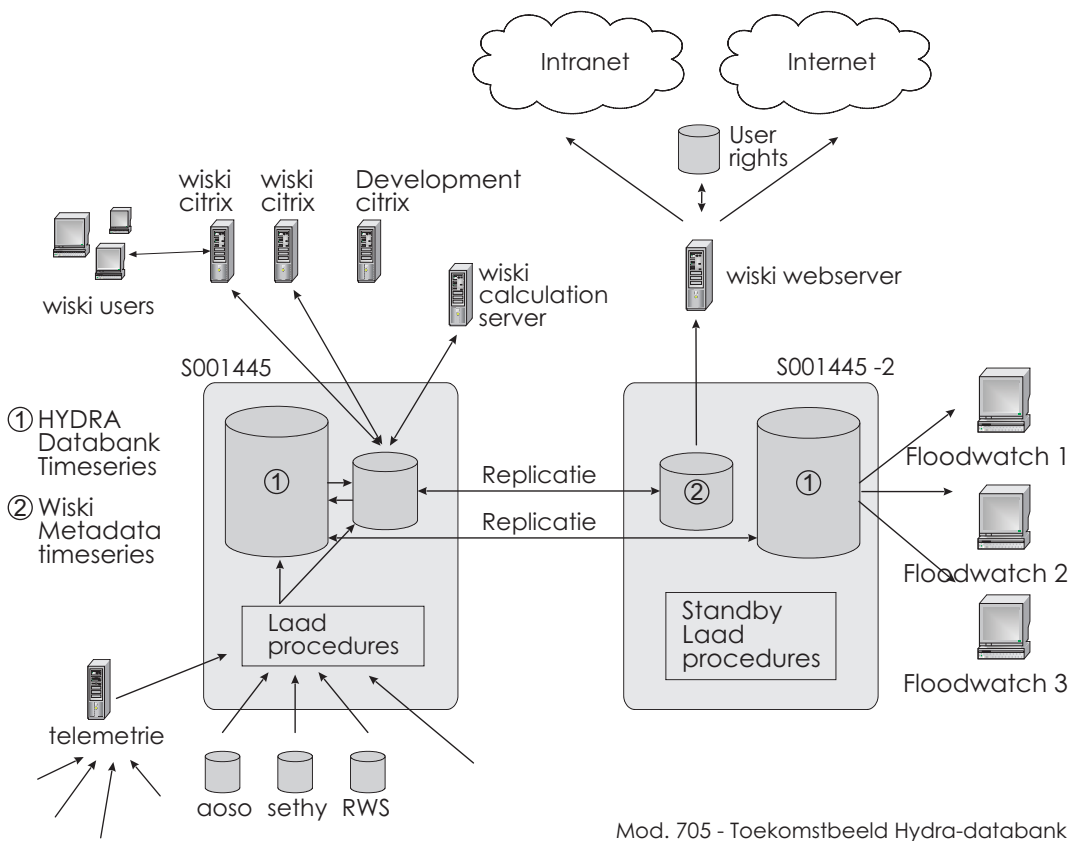 Intranet
Internet
User
rights
wiski
citrix
wiski
citrix
Development
citrix
wiski users
wiski
calculation
server
wiski webserver
S001445
S001445 -2
① HYDRA
Databank
Timeseries
② Wiski
Metadata
timeseries
①
Replicatie
②
①
Replicatie
Floodwatch 1
Floodwatch 2
Floodwatch 3
Laad
procedures
Standby
Laad
procedures
telemetrie
aoso
sethy
RWS
Mod. 705 - Toekomstbeeld Hydra-databank